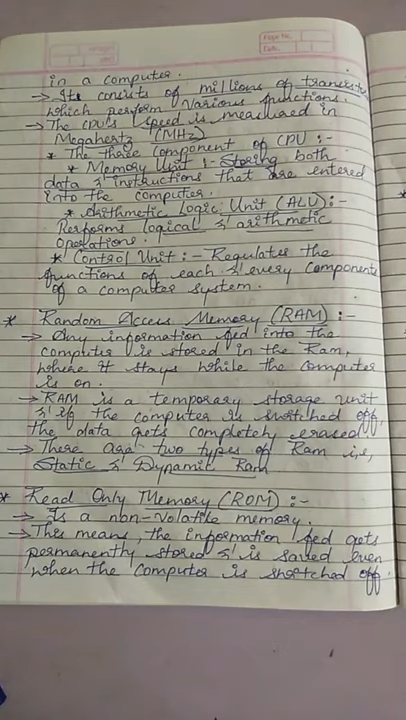 Page No.
Date
in a computer.
→ Its consists of millions of transistors
which perform various functions.
→ The CPU's speed is measured in
Megahertz (MHz)
* The three component of CPU :-
* Memory Unit :- Storing both
data & instructions that are entered
into the computer.
* Arithmetic Logic Unit (ALU):-
Performs logical & arithmetic
operations.
* Control Unit :- Regulates the
functions of each & every components
of a computer system.
* Random Access Memory (RAM) :-
→ Any information fed into the
computer is stored in the Ram,
where it stays while the computer
is on.
→ RAM is a temporary storage unit
& if the computer is switched off,
the data gets completely erased.
→ There are two types of Ram i.e,
Static & Dynamic Ram
* Read Only Memory (ROM) :-
→ Is a non-volatile memory.
→ This means, the information fed gets
permanently stored & is saved even
when the computer is switched off.